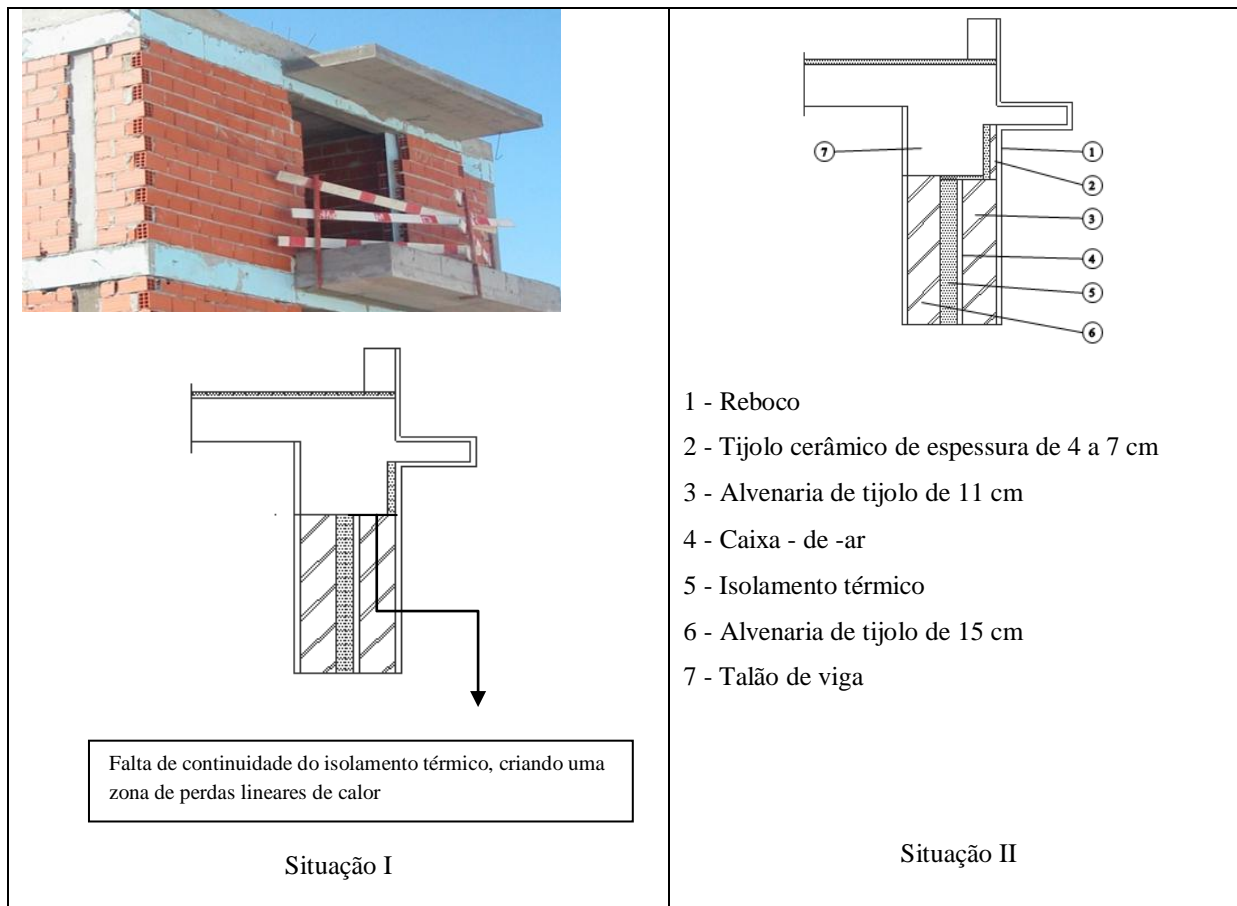 Falta de continuidade do isolamento térmico, criando uma
zona de perdas lineares de calor
Situação I
7
1
2
3
4
5
6
1 - Reboco
2 - Tijolo cerâmico de espessura de 4 a 7 cm
3 - Alvenaria de tijolo de 11 cm
4 - Caixa - de -ar
5 - Isolamento térmico
6 - Alvenaria de tijolo de 15 cm
7 - Talão de viga
Situação II